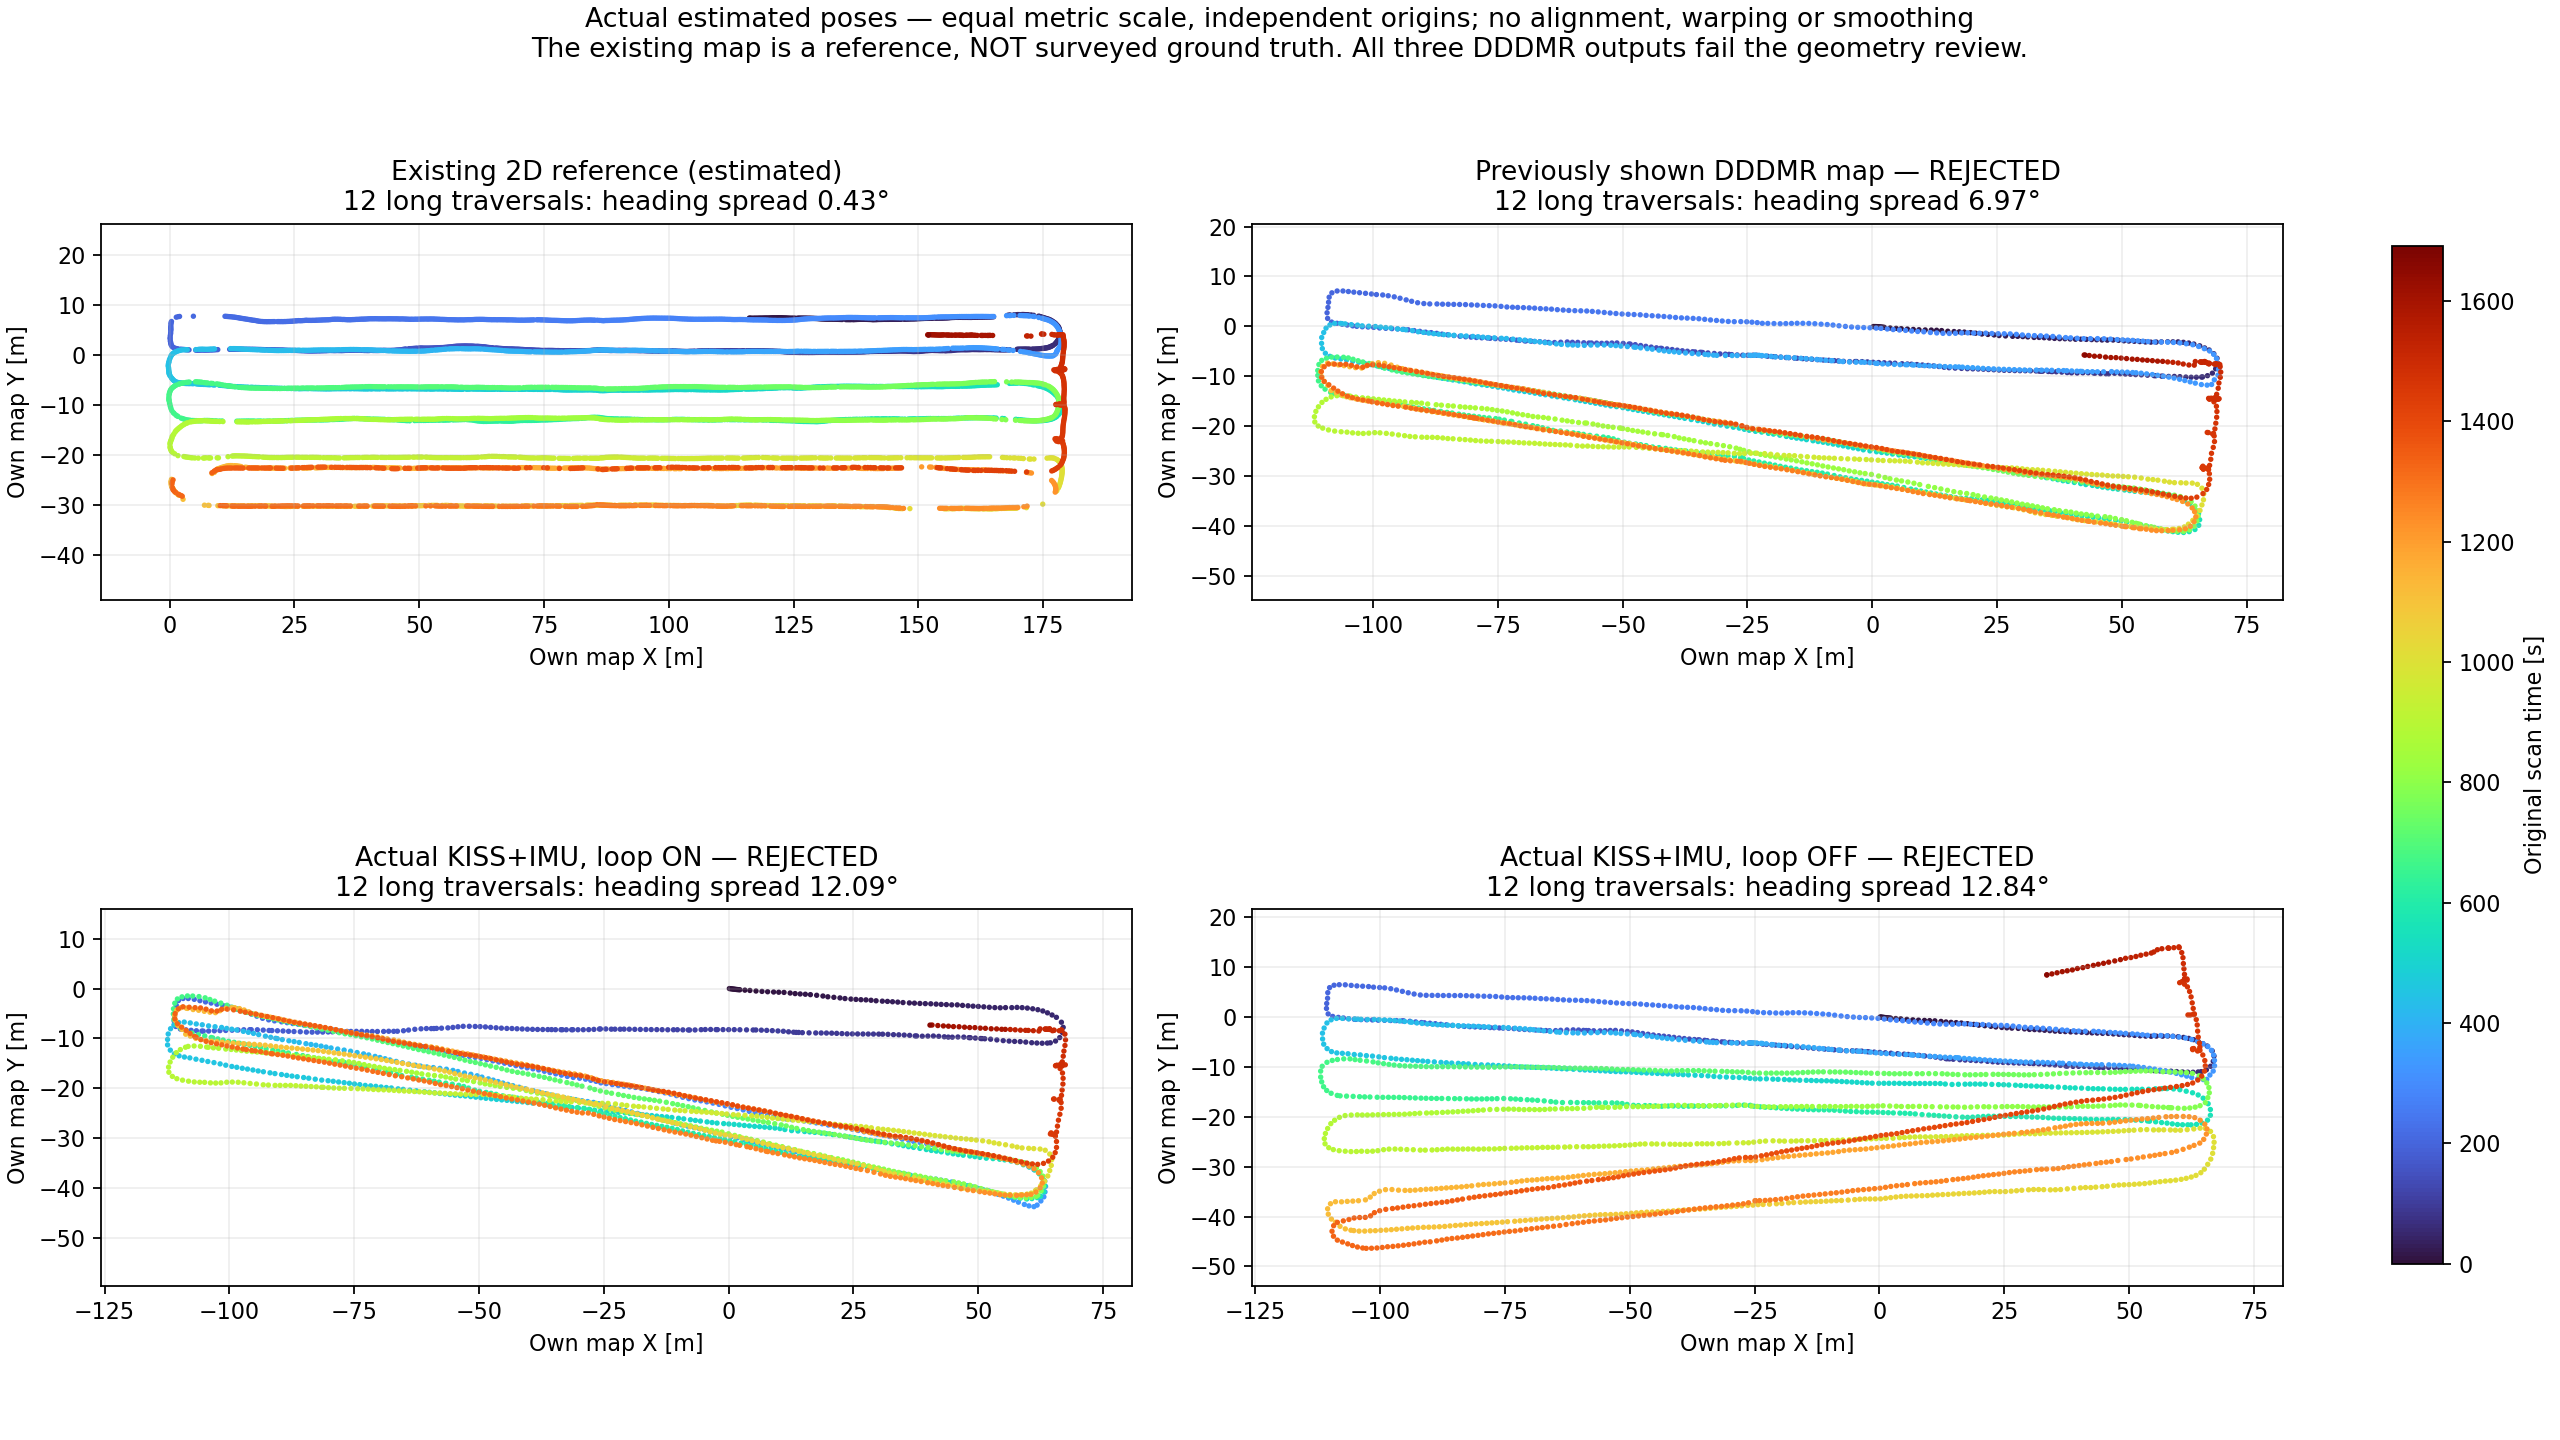 Actual estimated poses — equal metric scale, independent origins; no alignment, warping or smoothing
The existing map is a reference, NOT surveyed ground truth. All three DDDMR outputs fail the geometry review.
Existing 2D reference (estimated)
12 long traversals: heading spread 0.43°
20
10
0
−10
−20
−30
−40
Own map Y [m]
0 25 50 75 100 125 150 175
Own map X [m]
Previously shown DDDMR map — REJECTED
12 long traversals: heading spread 6.97°
20
10
0
−10
−20
−30
−40
−50
Own map Y [m]
−100 −75 −50 −25 0 25 50 75
Own map X [m]
Actual KISS+IMU, loop ON — REJECTED
12 long traversals: heading spread 12.09°
10
0
−10
−20
−30
−40
−50
Own map Y [m]
−125 −100 −75 −50 −25 0 25 50 75
Own map X [m]
Actual KISS+IMU, loop OFF — REJECTED
12 long traversals: heading spread 12.84°
20
10
0
−10
−20
−30
−40
−50
Own map Y [m]
−125 −100 −75 −50 −25 0 25 50 75
Own map X [m]
1600
1400
1200
1000
800
600
400
200
0
Original scan time [s]